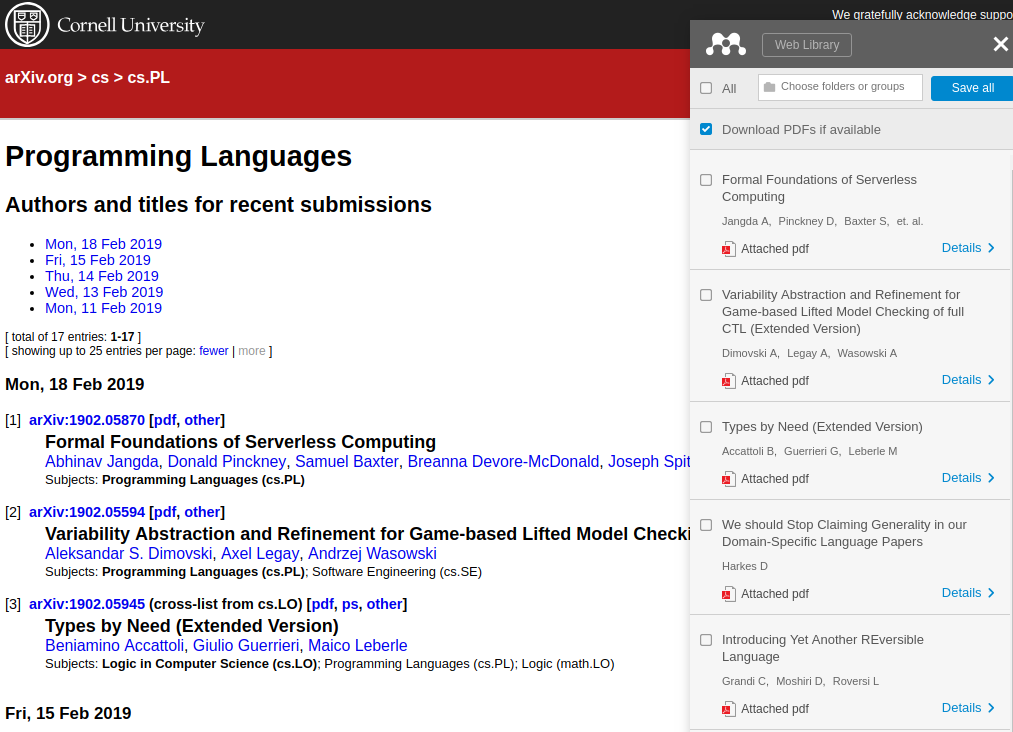 Cornell University
We gratefully acknowledge suppo
arXiv.org > cs > cs.PL
Programming Languages
Authors and titles for recent submissions
• Mon, 18 Feb 2019
• Fri, 15 Feb 2019
• Thu, 14 Feb 2019
• Wed, 13 Feb 2019
• Mon, 11 Feb 2019
[ total of 17 entries: 1-17 ]
[ showing up to 25 entries per page: fewer | more ]
Mon, 18 Feb 2019
[1] arXiv:1902.05870 [pdf, other]
Formal Foundations of Serverless Computing
Abhinav Jangda, Donald Pinckney, Samuel Baxter, Breanna Devore-McDonald, Joseph Spit
Subjects: Programming Languages (cs.PL)
[2] arXiv:1902.05594 [pdf, other]
Variability Abstraction and Refinement for Game-based Lifted Model Checki
Aleksandar S. Dimovski, Axel Legay, Andrzej Wasowski
Subjects: Programming Languages (cs.PL); Software Engineering (cs.SE)
[3] arXiv:1902.05945 (cross-list from cs.LO) [pdf, ps, other]
Types by Need (Extended Version)
Beniamino Accattoli, Giulio Guerrieri, Maico Leberle
Subjects: Logic in Computer Science (cs.LO); Programming Languages (cs.PL); Logic (math.LO)
Fri, 15 Feb 2019
Web Library
All
Choose folders or groups
Save all
Download PDFs if available
Formal Foundations of Serverless
Computing
Jangda A, Pinckney D, Baxter S, et. al.
Attached pdf
Details
Variability Abstraction and Refinement for
Game-based Lifted Model Checking of full
CTL (Extended Version)
Dimovski A, Legay A, Wasowski A
Attached pdf
Details
Types by Need (Extended Version)
Accattoli B, Guerrieri G, Leberle M
Attached pdf
Details
We should Stop Claiming Generality in our
Domain-Specific Language Papers
Harkes D
Attached pdf
Details
Introducing Yet Another REversible
Language
Grandi C, Moshiri D, Roversi L
Attached pdf
Details